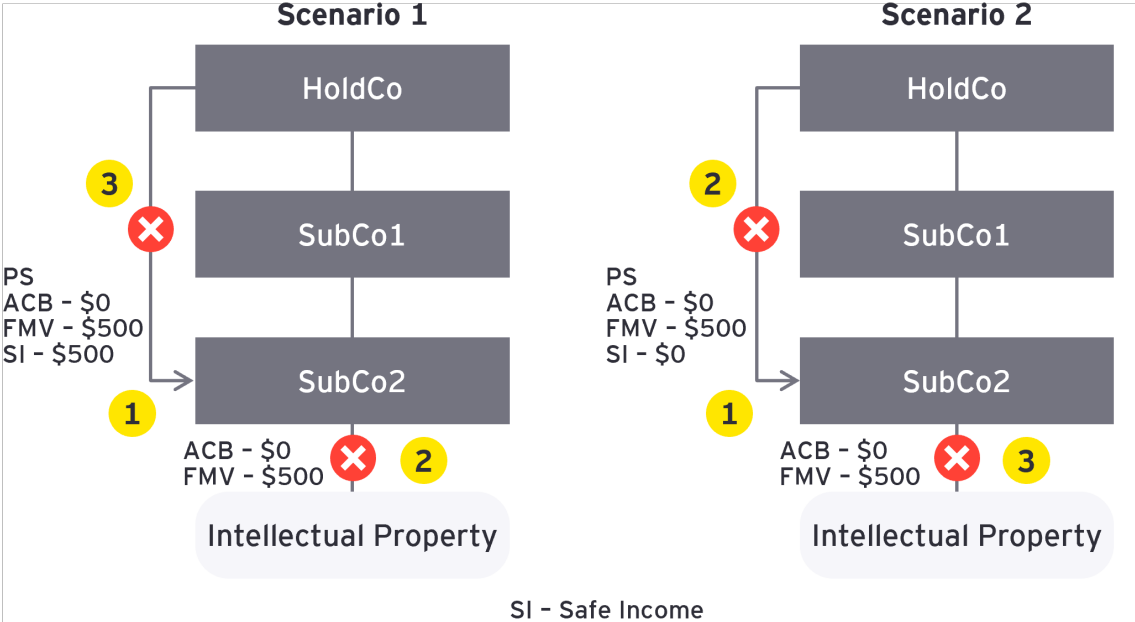 Scenario 1
HoldCo
3
SubCo1
PS
ACB – $0
FMV – $500
SI – $500
SubCo2
1
ACB – $0
FMV – $500
2
Intellectual Property
Scenario 2
HoldCo
2
SubCo1
PS
ACB – $0
FMV – $500
SI – $0
SubCo2
1
ACB – $0
FMV – $500
3
Intellectual Property
SI – Safe Income